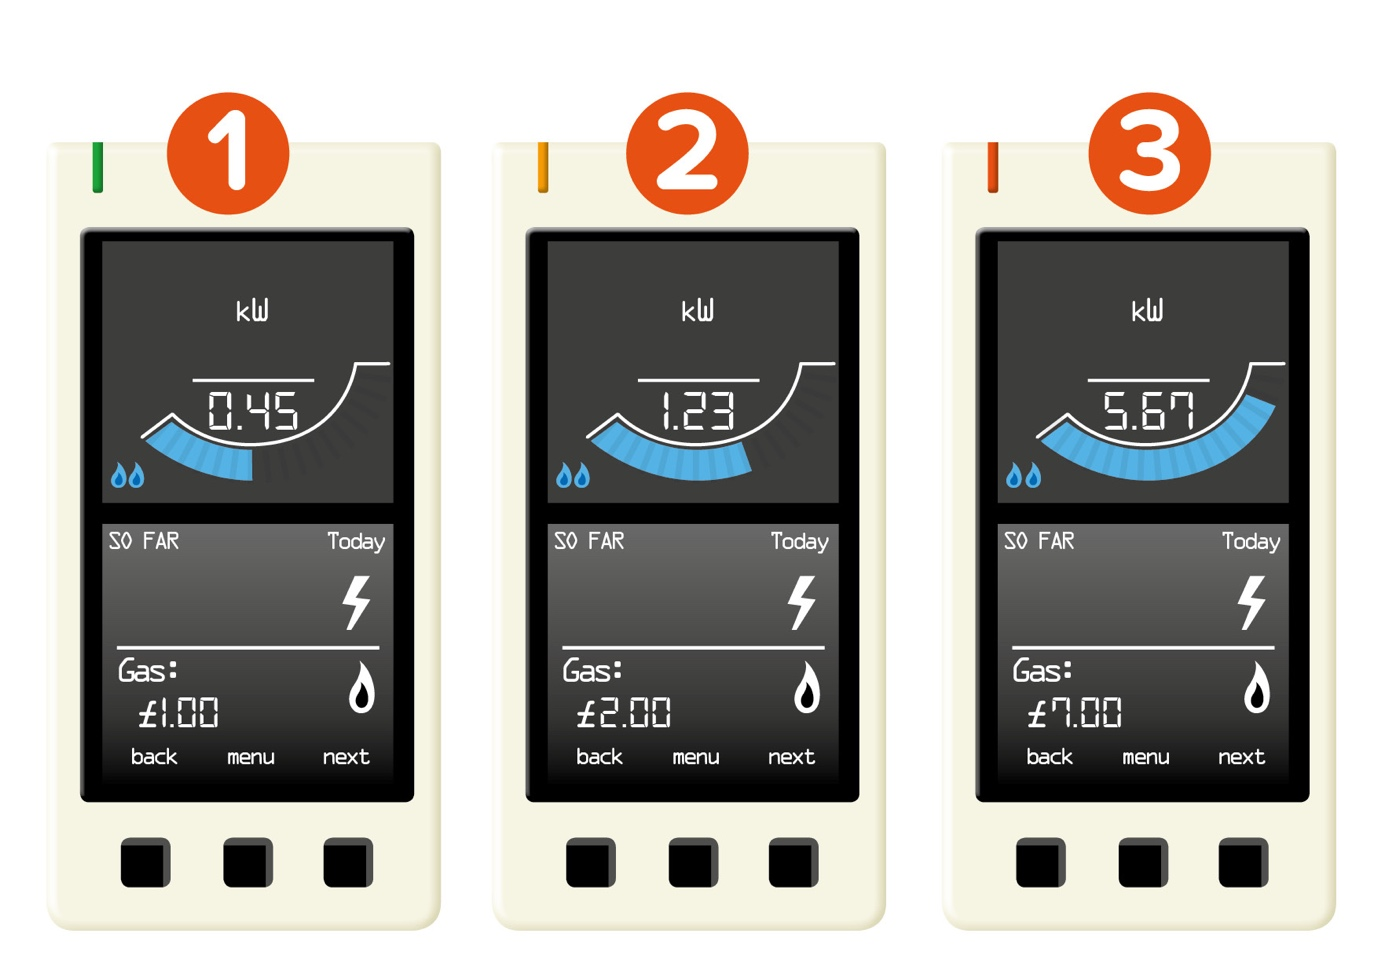 1
kW
0.45
SO FAR Today
Gas:
£1.00
back menu next
2
kW
1.23
SO FAR Today
Gas:
£2.00
back menu next
3
kW
5.67
SO FAR Today
Gas:
£7.00
back menu next